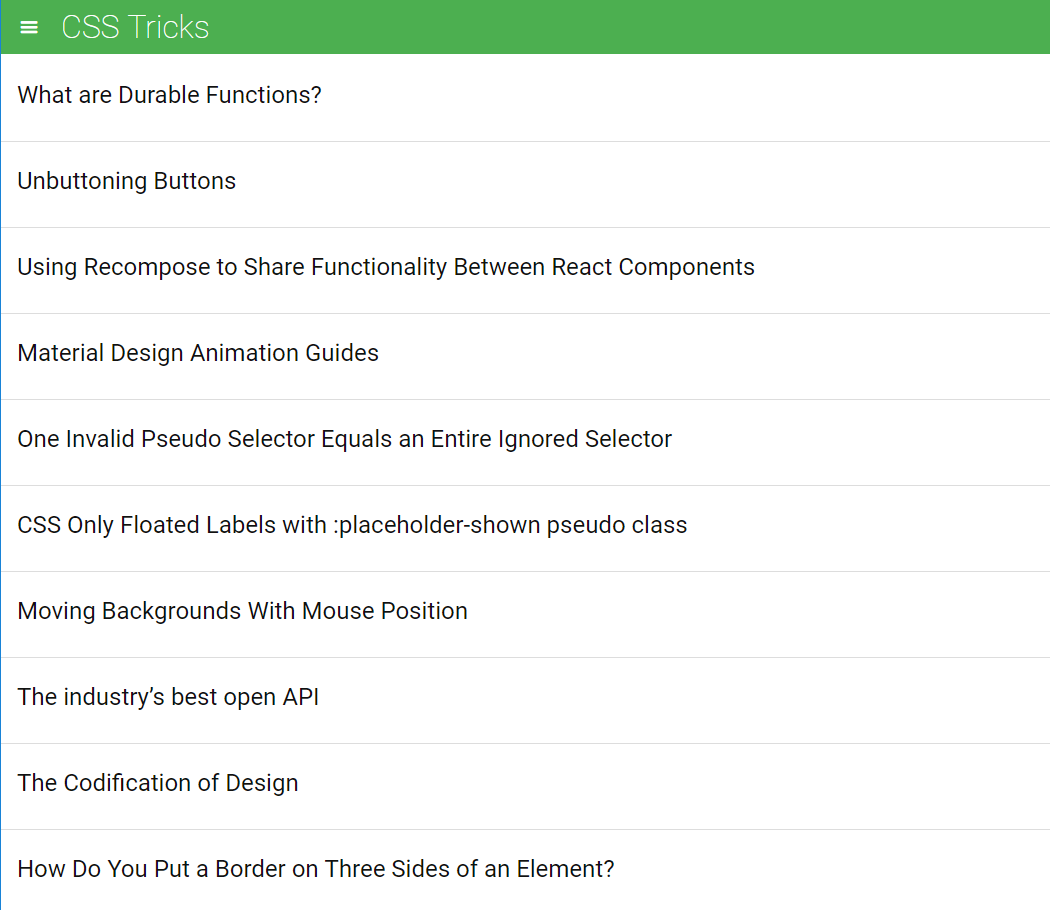 CSS Tricks
What are Durable Functions?
Unbuttoning Buttons
Using Recompose to Share Functionality Between React Components
Material Design Animation Guides
One Invalid Pseudo Selector Equals an Entire Ignored Selector
CSS Only Floated Labels with :placeholder-shown pseudo class
Moving Backgrounds With Mouse Position
The industry’s best open API
The Codification of Design
How Do You Put a Border on Three Sides of an Element?